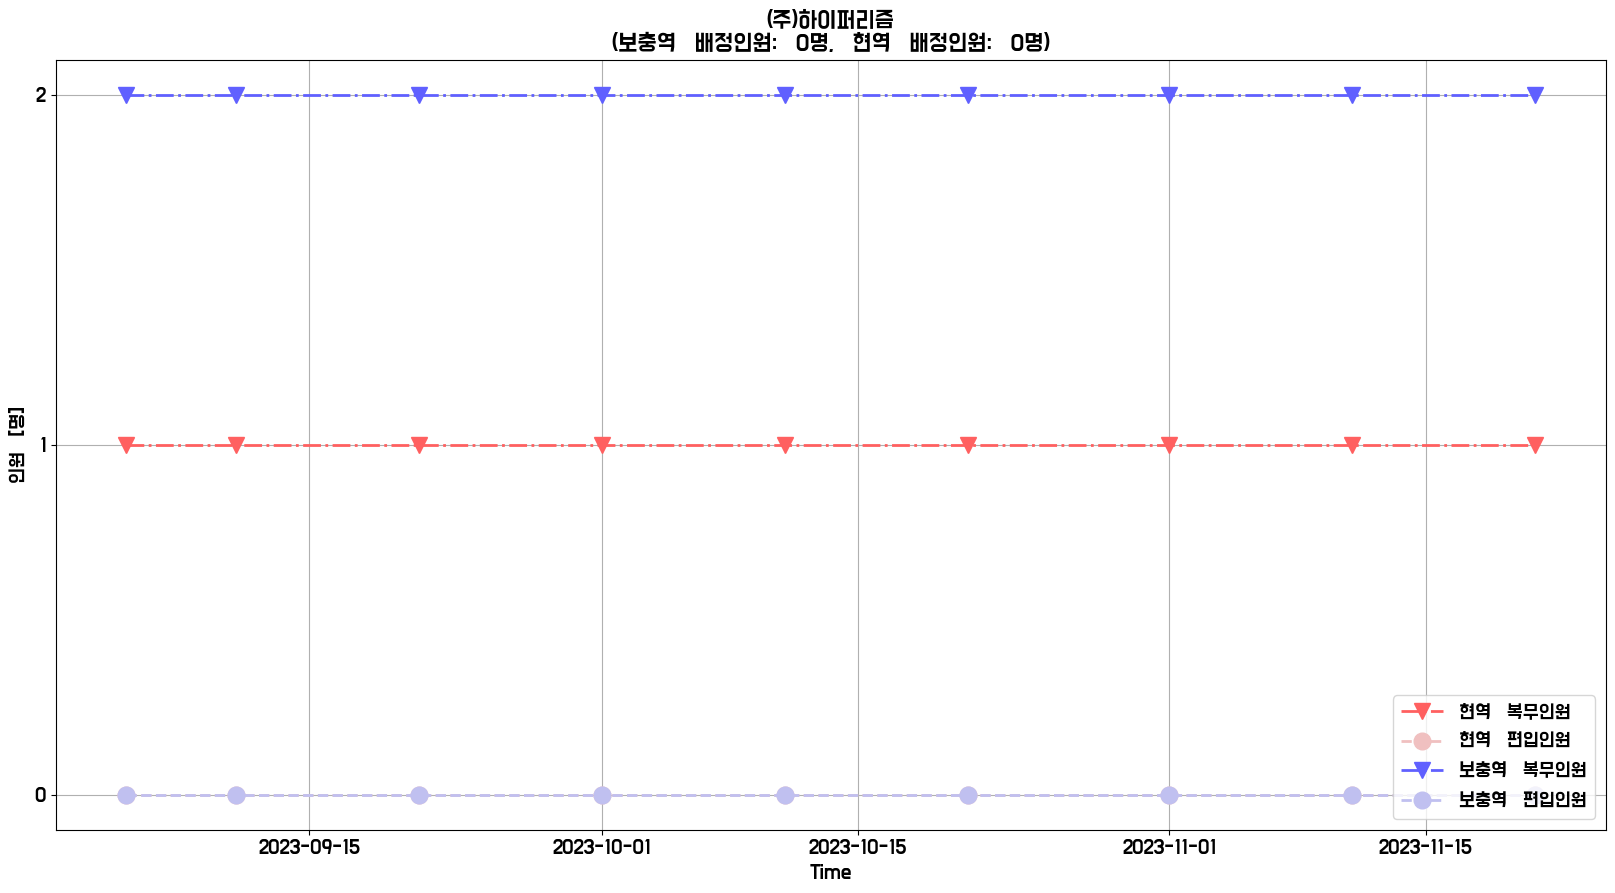 (주)하이퍼리즘
(보충역 배정인원: 0명, 현역 배정인원: 0명)
인원 [명]
2
1
0
현역 복무인원
현역 편입인원
보충역 복무인원
보충역 편입인원
2023-09-15 2023-10-01 2023-10-15 2023-11-01 2023-11-15
Time